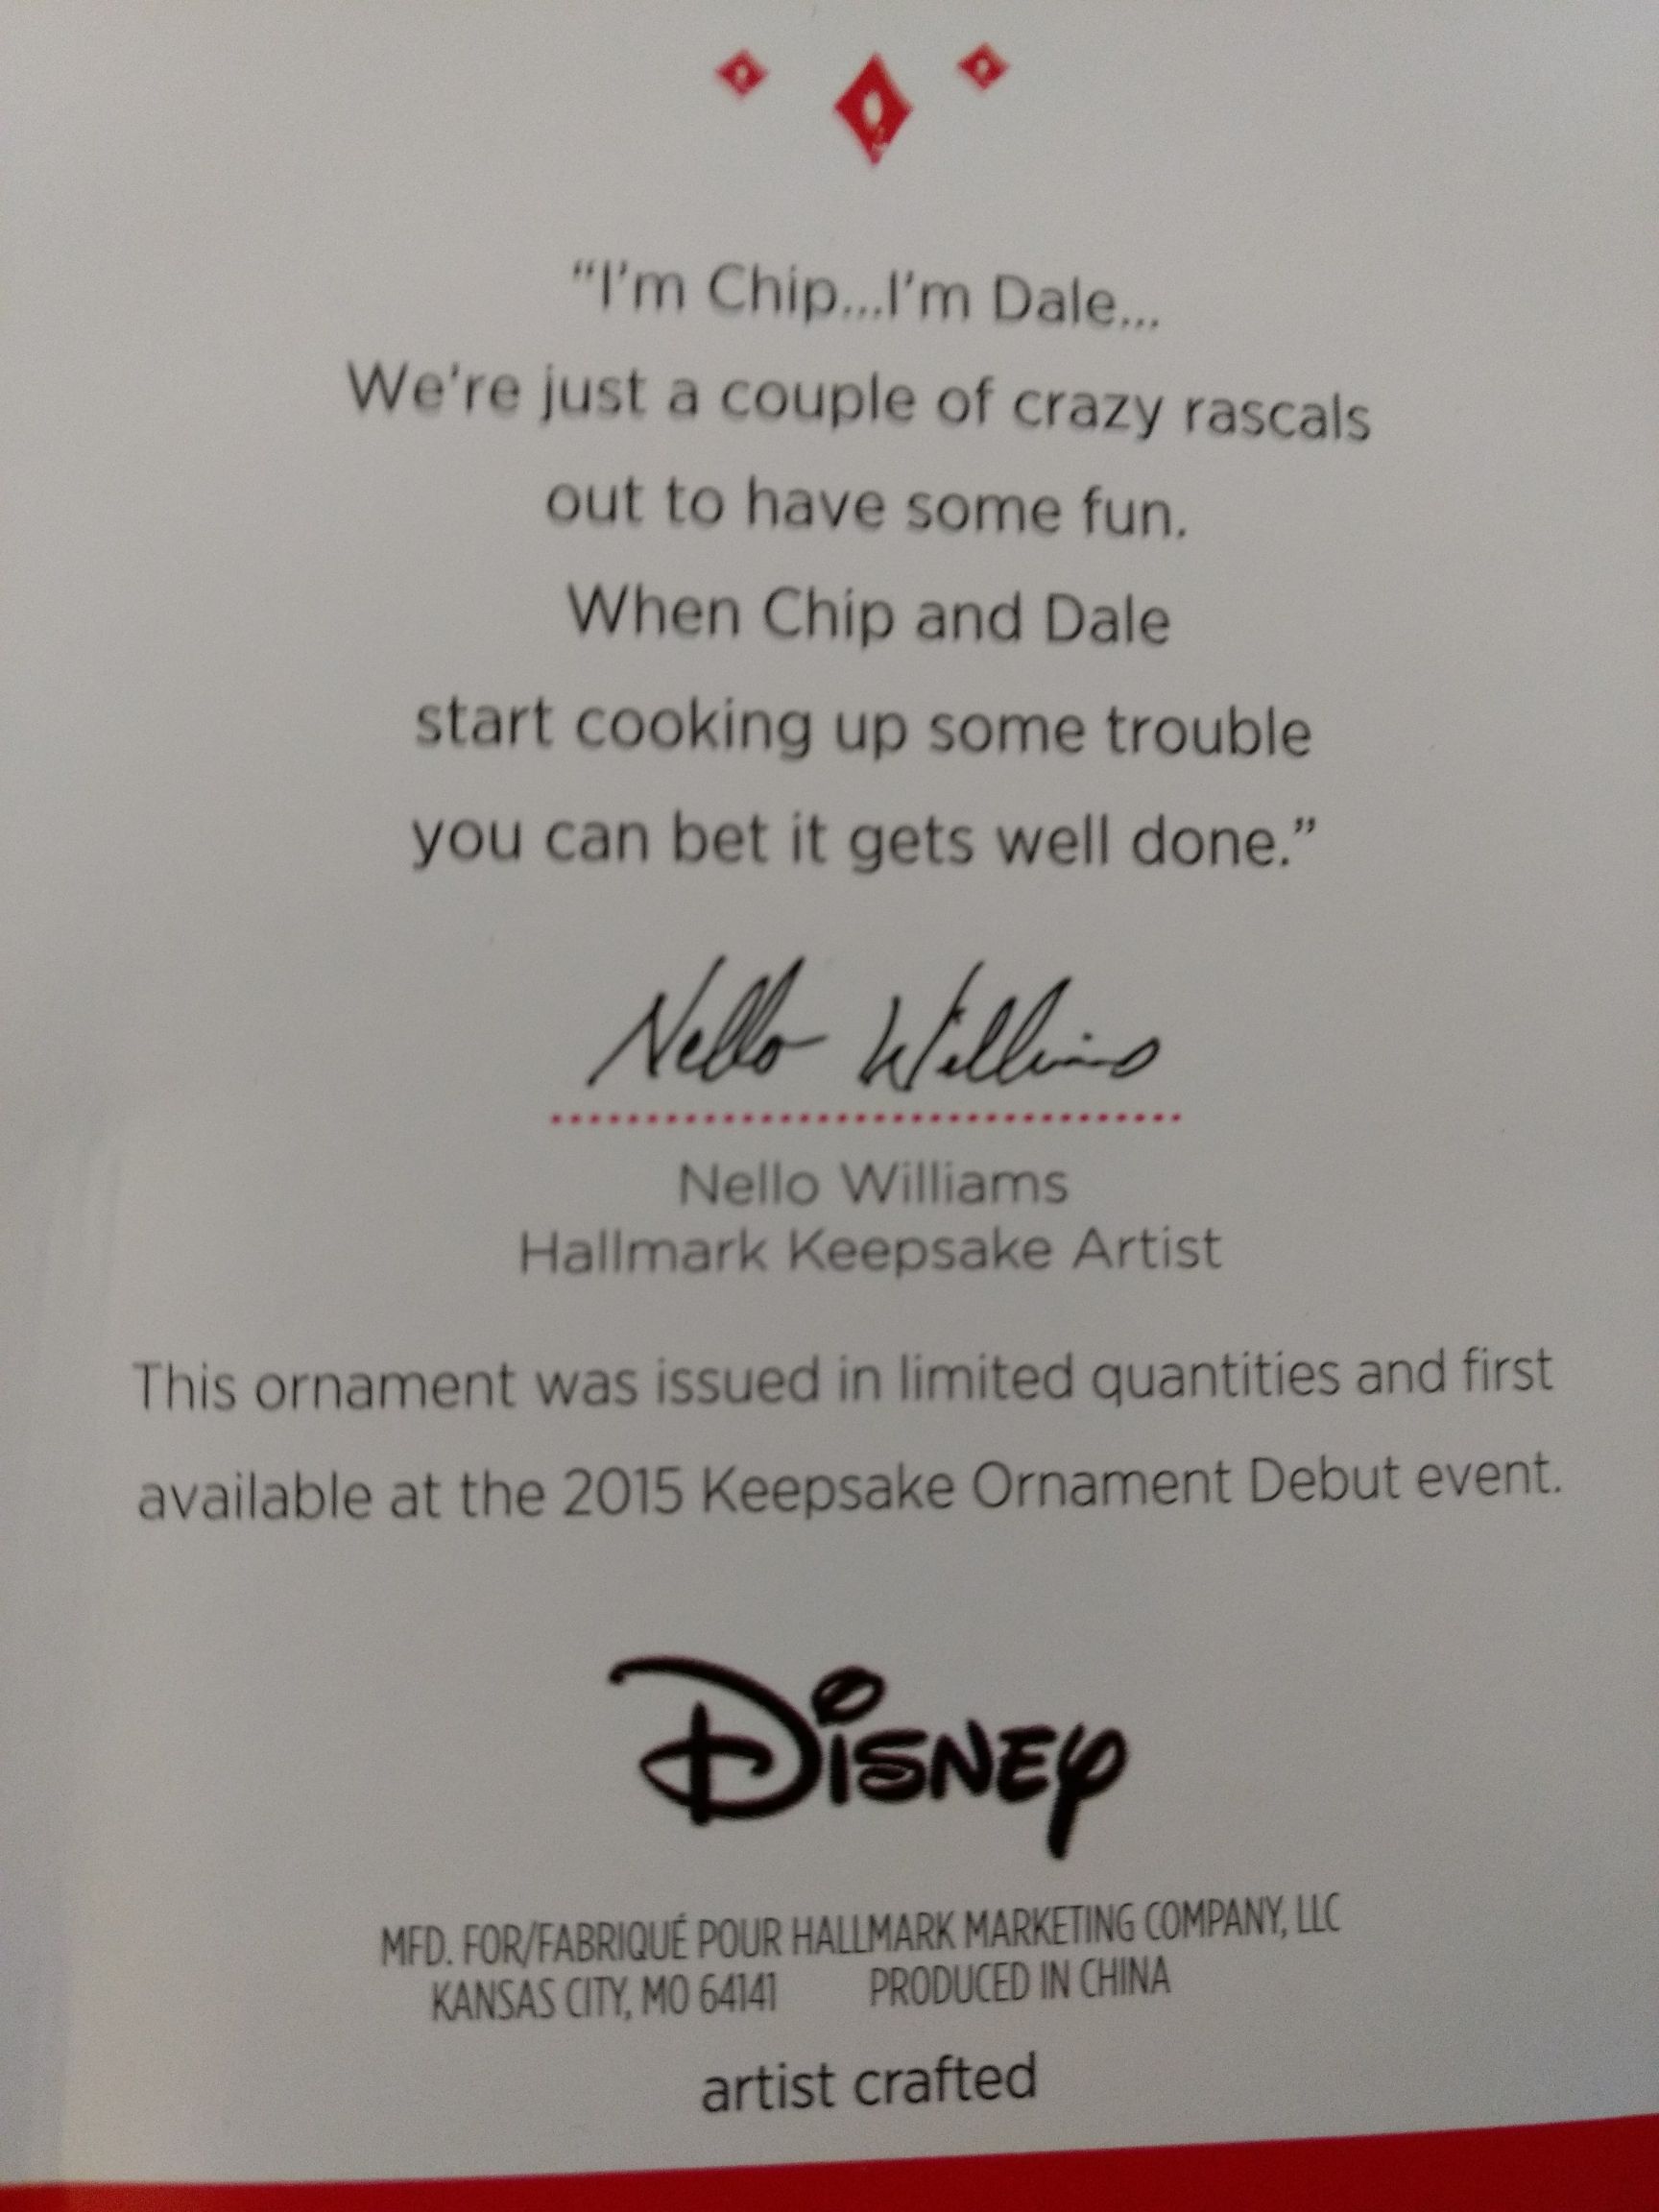 "I'm Chip...I'm Dale...
We're just a couple of crazy rascals
out to have some fun.
When Chip and Dale
start cooking up some trouble
you can bet it gets well done."
Nello Williams
Nello Williams
Hallmark Keepsake Artist
This ornament was issued in limited quantities and first
available at the 2015 Keepsake Ornament Debut event.
Disney
MFD. FOR/FABRIQUÉ POUR HALLMARK MARKETING COMPANY, LLC
KANSAS CITY, MO 64141 PRODUCED IN CHINA
artist crafted